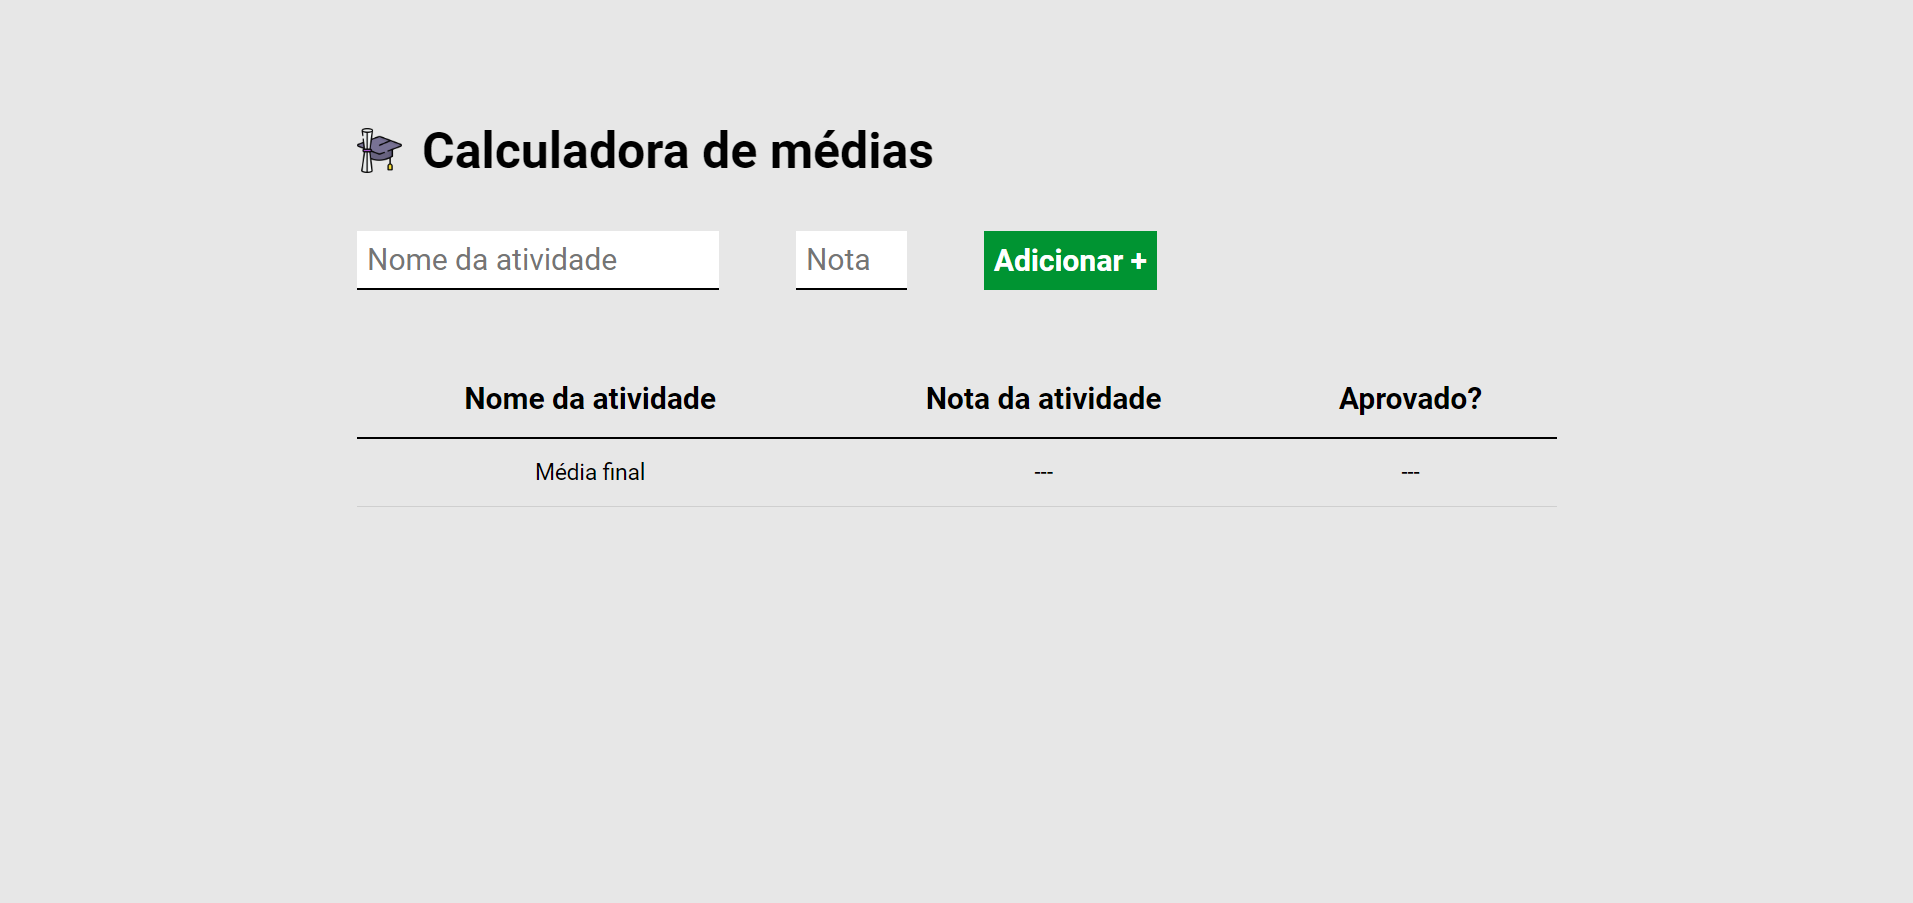 Calculadora de médias
Nome da atividade Nota Adicionar +
Nome da atividade Nota da atividade Aprovado?
Média final --- ---